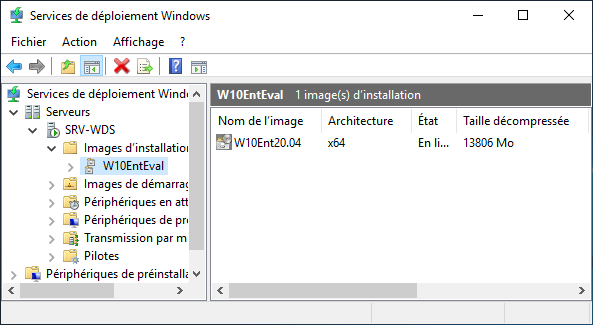 Services de déploiement Windows
Fichier Action Affichage ?
Services de déploiement Windo
Serveurs
SRV-WDS
Images d'installation
W10EntEval
Images de démarrag
Périphériques en att
Périphériques de pré
Transmission par m
Pilotes
Périphériques de préinstalla
W10EntEval 1 image(s) d'installation
Nom de l'image Architecture État Taille décompressée
W10Ent20.04 x64 En li... 13806 Mo